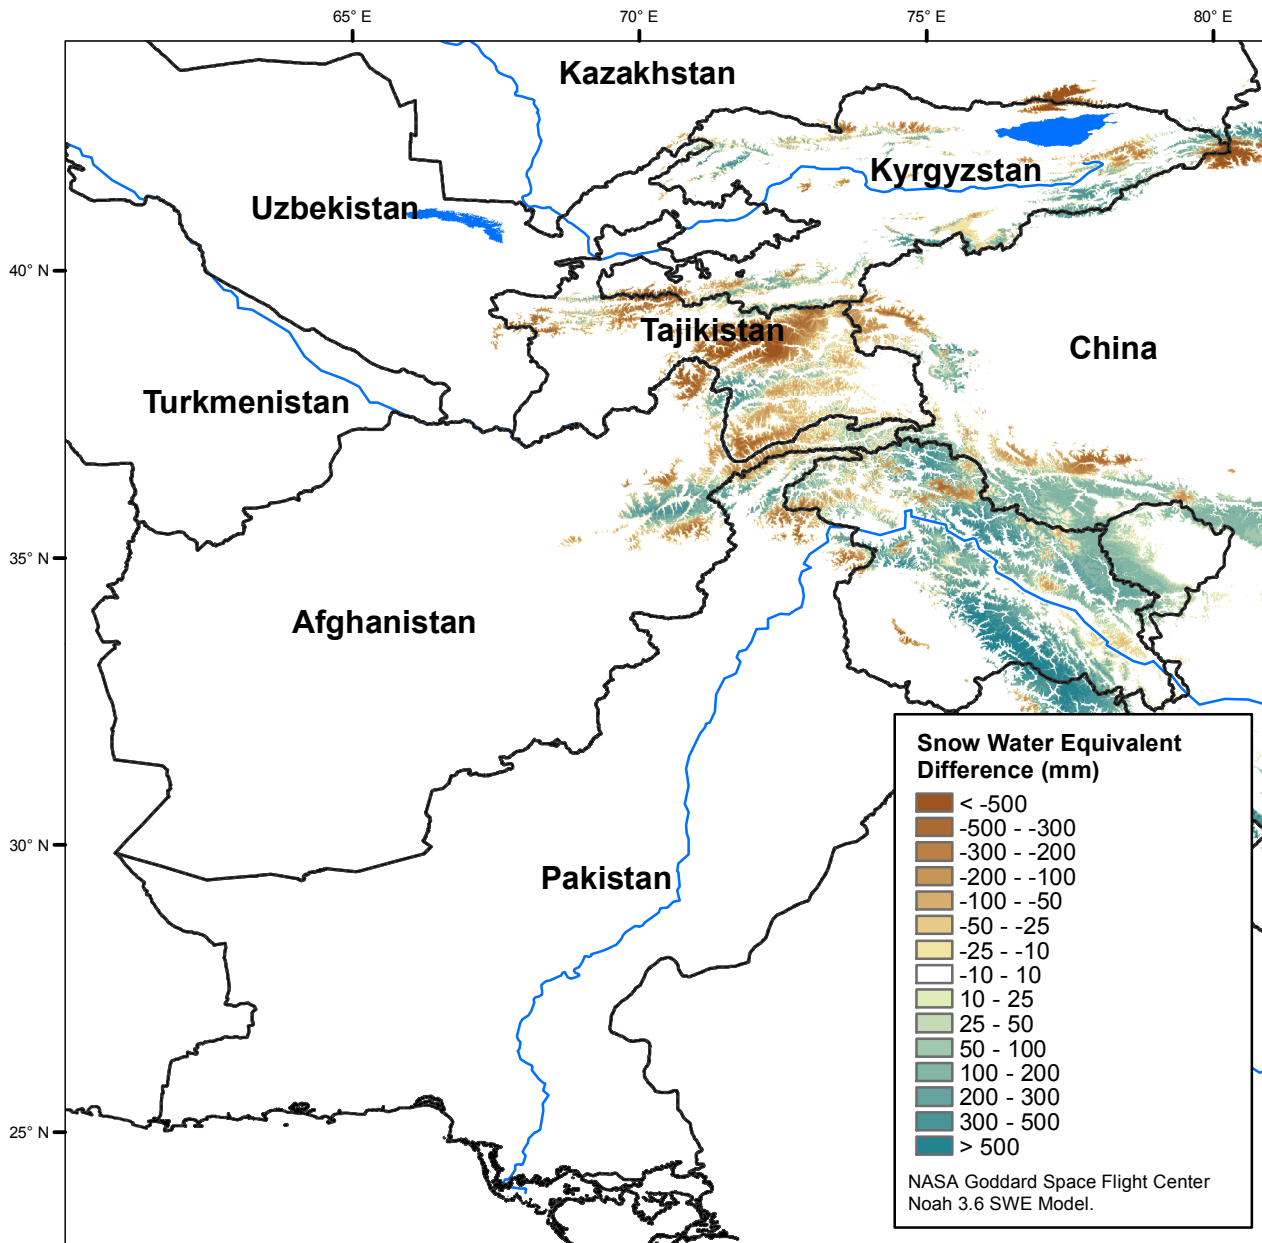 65° E
70° E
75° E
80° E
Kazakhstan
Kyrgyzstan
Uzbekistan
40° N
Tajikistan
China
Turkmenistan
35° N
Afghanistan
30° N
Pakistan
25° N
Snow Water Equivalent
Difference (mm)
< -500
-500 - -300
-300 - -200
-200 - -100
-100 - -50
-50 - -25
-25 - -10
-10 - 10
10 - 25
25 - 50
50 - 100
100 - 200
200 - 300
300 - 500
> 500
NASA Goddard Space Flight Center
Noah 3.6 SWE Model.